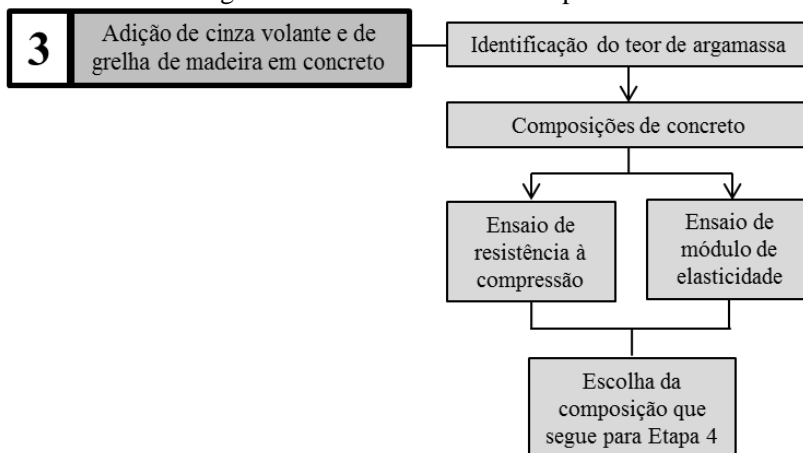 3
Adição de cinza volante e de
grelha de madeira em concreto
Identificação do teor de argamassa
Composições de concreto
Ensaio de
resistência à
compressão
Ensaio de
módulo de
elasticidade
Escolha da
composição que
segue para Etapa 4